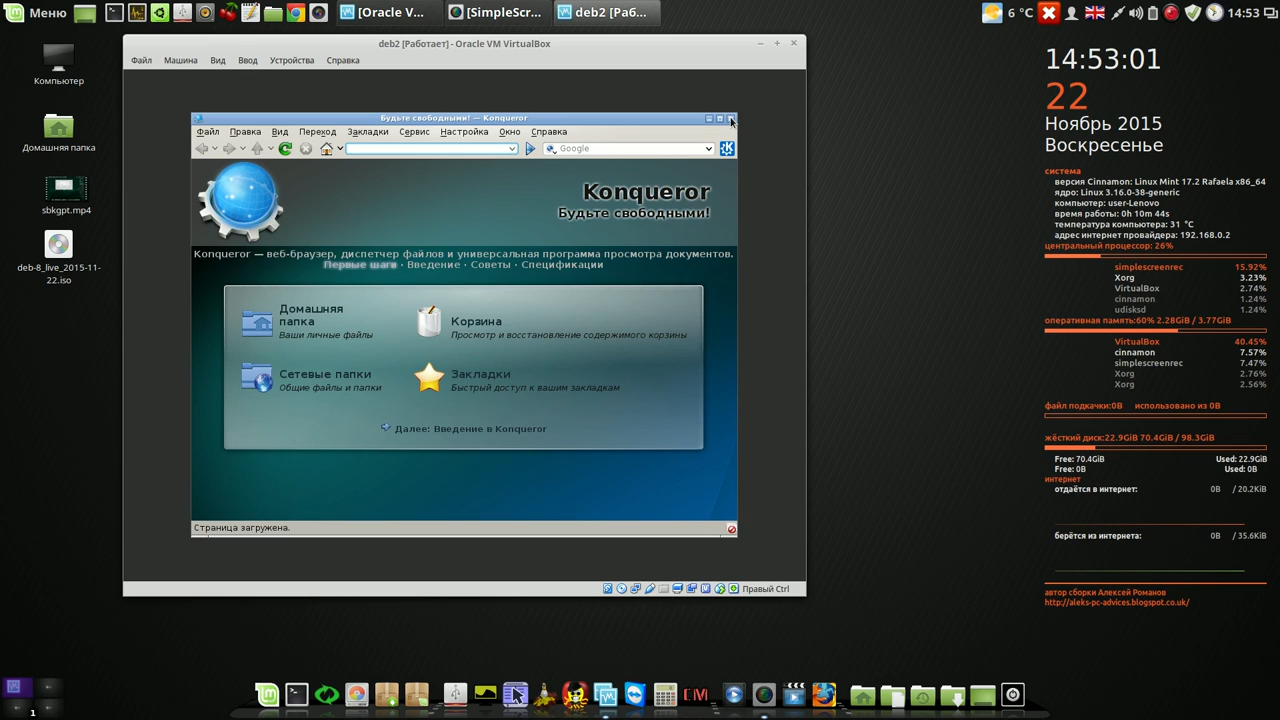 Меню
[Oracle V...
[SimpleScr...
deb2 [Раб...
6 °C
14:53
Компьютер
Домашняя папка
sbkgpt.mp4
deb-8_live_2015-11-
22.iso
deb2 [Работает] - Oracle VM VirtualBox
Файл Машина Вид Ввод Устройства Справка
Будьте свободными! — Konqueror
Файл Правка Вид Переход Закладки Сервис Настройка Окно Справка
Google
Konqueror
Будьте свободными!
Konqueror — веб-браузер, диспетчер файлов и универсальная программа просмотра документов.
Первые шаги · Введение · Советы · Спецификации
Домашняя
папка
Ваши личные файлы
Корзина
Просмотр и восстановление содержимого корзины
Сетевые папки
Общие файлы и папки
Закладки
Быстрый доступ к вашим закладкам
Далее: Введение в Konqueror
Страница загружена.
Правый Ctrl
14:53:01
22
Ноябрь 2015
Воскресенье
система
версия Cinnamon: Linux Mint 17.2 Rafaela x86_64
ядро: Linux 3.16.0-38-generic
компьютер: user-Lenovo
время работы: 0h 10m 44s
температура компьютера: 31 °C
адрес интернет провайдера: 192.168.0.2
центральный процессор: 26%
simplescreenrec 15.92%
Xorg 3.23%
VirtualBox 2.74%
cinnamon 1.24%
udisksd 1.24%
оперативная память:60% 2.28GiB / 3.77GiB
VirtualBox 40.45%
cinnamon 7.57%
simplescreenrec 7.47%
Xorg 2.76%
Xorg 2.56%
файл подкачки:0B использовано из 0B
жёсткий диск:22.9GiB 70.4GiB / 98.3GiB
Free: 70.4GiB Used: 22.9GiB
Free: 0B Used: 0B
интернет
отдаётся в интернет: 0B / 20.2KiB
берётся из интернета: 0B / 35.6KiB
автор сборки Алексей Романов
http://aleks-pc-advices.blogspot.co.uk/
CM
1